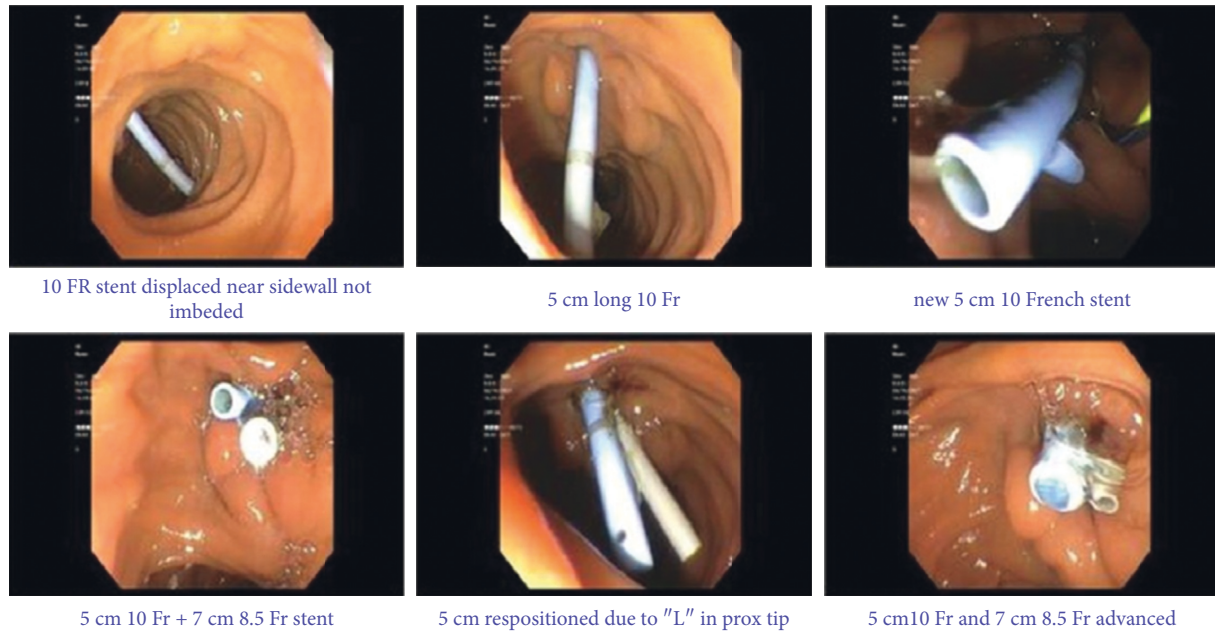 10 FR stent displaced near sidewall not
imbeded
5 cm long 10 Fr
new 5 cm 10 French stent
5 cm 10 Fr + 7 cm 8.5 Fr stent
5 cm respositioned due to "L" in prox tip
5 cm10 Fr and 7 cm 8.5 Fr advanced